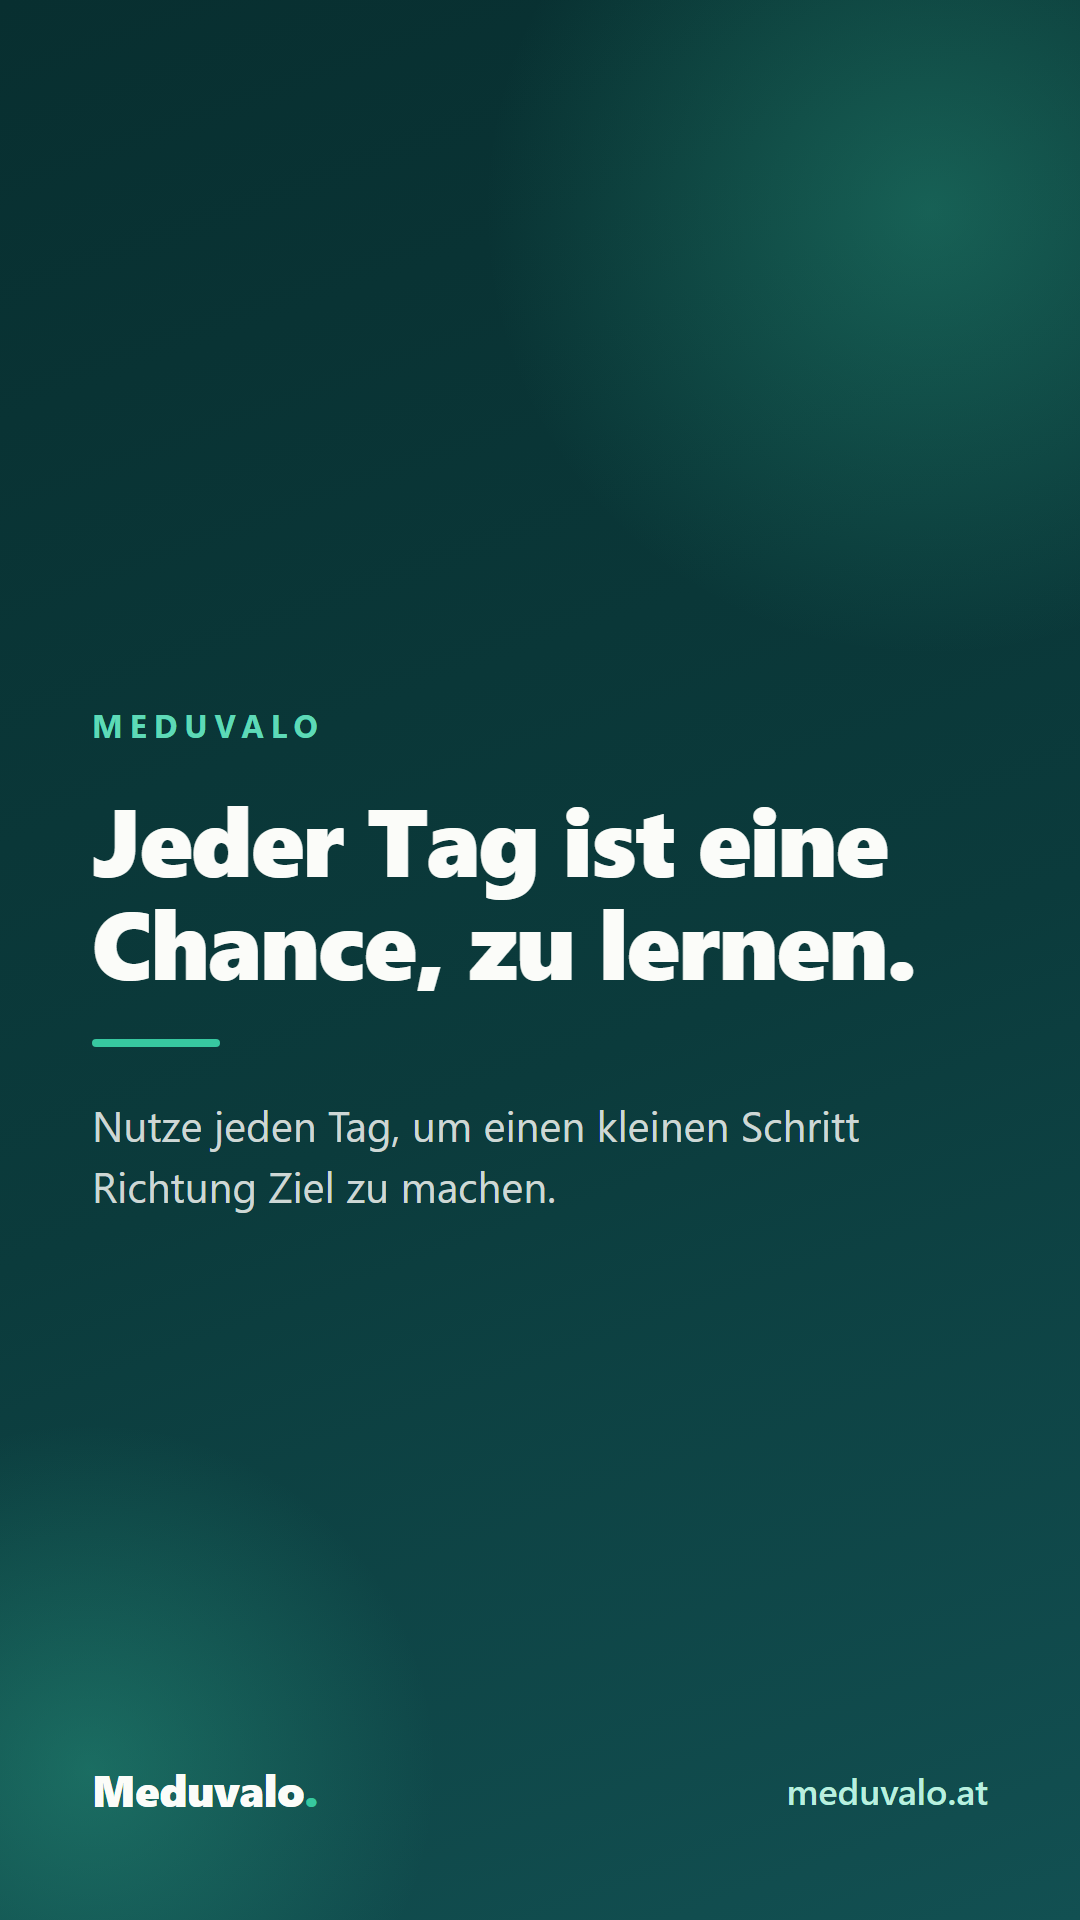 MEDUVALO
Jeder Tag ist eine
Chance, zu lernen.
Nutze jeden Tag, um einen kleinen Schritt
Richtung Ziel zu machen.
Meduvalo.
meduvalo.at